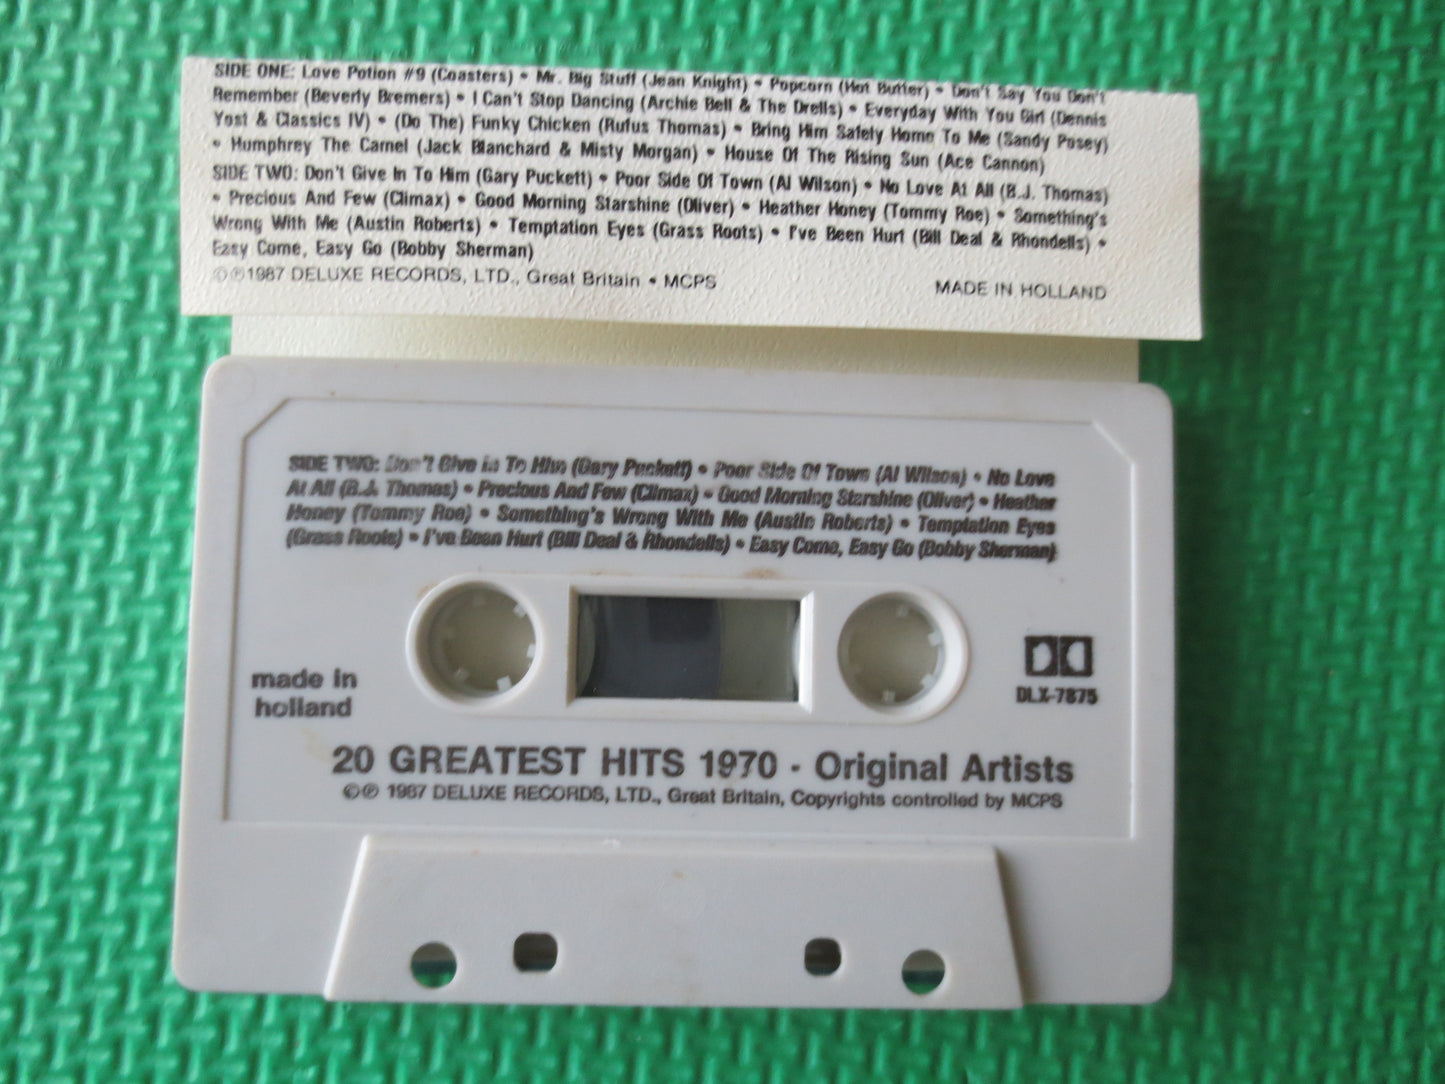 SIDE ONE: Love Potion #9 (Coasters) • Mr. Big Stuff (Jean Knight) • Popcorn (Hot Butter) • Don't Say You Don't
Remember (Beverly Bremers) • I Can't Stop Dancing (Archie Bell & The Drells) • Everyday With You Girl (Dennis
Yost & Classics IV) • (Do The) Funky Chicken (Rufus Thomas) • Bring Him Safely Home To Me (Sandy Posey)
• Humphrey The Camel (Jack Blanchard & Misty Morgan) • House Of The Rising Sun (Ace Cannon)
SIDE TWO: Don't Give In To Him (Gary Puckett) • Poor Side Of Town (Al Wilson) • No Love At All (B.J. Thomas)
• Precious And Few (Climax) • Good Morning Starshine (Oliver) • Heather Honey (Tommy Roe) • Something's
Wrong With Me (Austin Roberts) • Temptation Eyes (Grass Roots) • I've Been Hurt (Bill Deal & Rhondells) •
Easy Come, Easy Go (Bobby Sherman)
©℗1987 DELUXE RECORDS, LTD., Great Britain • MCPS MADE IN HOLLAND
SIDE TWO: Don't Give In To Him (Gary Puckett) • Poor Side Of Town (Al Wilson) • No Love
At All (B.J. Thomas) • Precious And Few (Climax) • Good Morning Starshine (Oliver) • Heather
Honey (Tommy Roe) • Something's Wrong With Me (Austin Roberts) • Temptation Eyes
(Grass Roots) • I've Been Hurt (Bill Deal & Rhondells) • Easy Come, Easy Go (Bobby Sherman)
made in
holland
DLX-7875
20 GREATEST HITS 1970 - Original Artists
©℗ 1987 DELUXE RECORDS, LTD., Great Britain, Copyrights controlled by MCPS